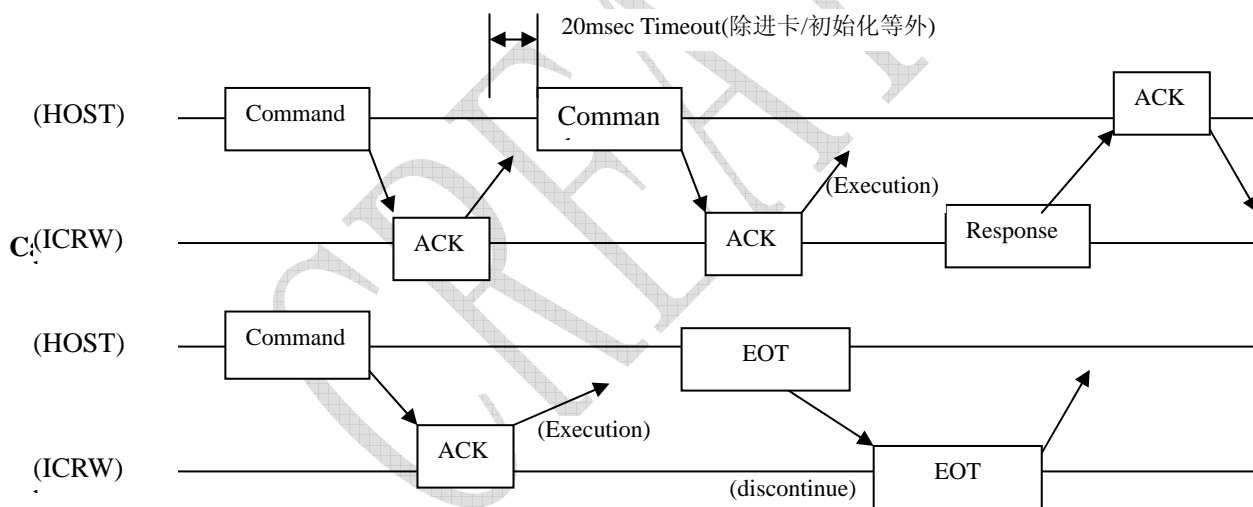 20msec Timeout(除进卡/初始化等外)
(HOST)
Command
Comman
ACK
(Execution)
(ICRW)
ACK
ACK
Response
(HOST)
Command
EOT
(Execution)
(ICRW)
ACK
(discontinue)
EOT